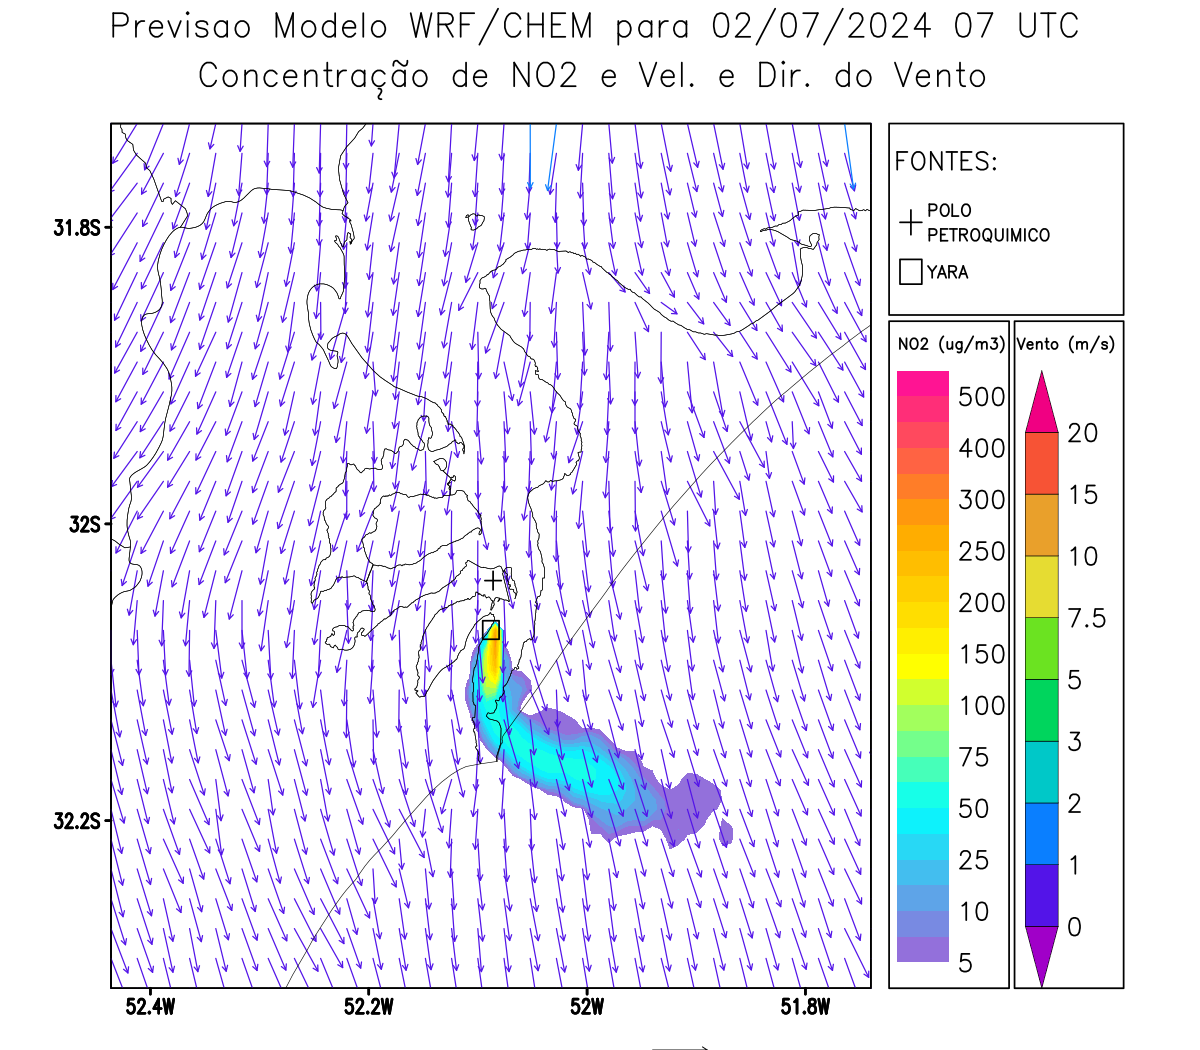 Previsao Modelo WRF/CHEM para 02/07/2024 07 UTC
Concentração de NO2 e Vel. e Dir. do Vento
31.8S
32S
32.2S
52.4W
52.2W
52W
51.8W
FONTES:
POLO
PETROQUIMICO
YARA
NO2 (ug/m3)
500
400
300
250
200
150
100
75
50
25
10
5
Vento (m/s)
20
15
10
7.5
5
3
2
1
0